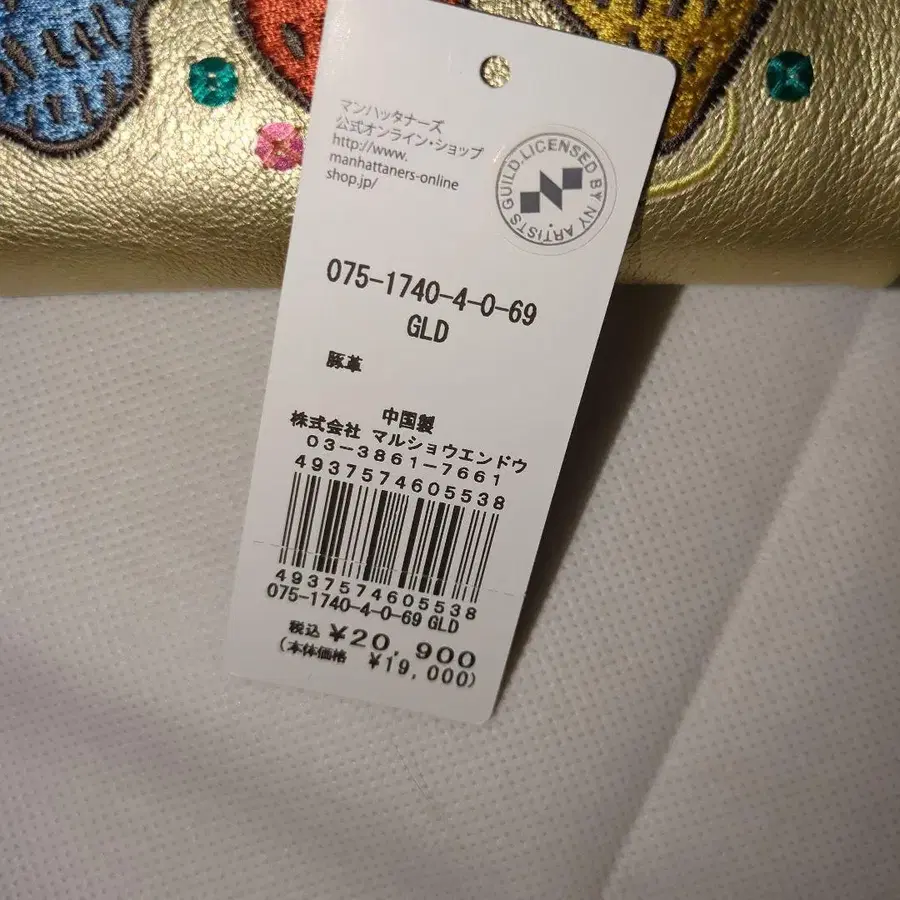 マンハッタナーズ
公式オンライン・ショップ
http://www.
manhattaners-online
shop.jp/
LICENSED BY NY ARTISTS GUILD.
075-1740-4-0-69
GLD
豚革
中国製
株式会社 マルショウエンドウ
03-3861-7661
4937574605538
4937574605538
075-1740-4-0-69 GLD
税込 ¥20,900
(本体価格 ¥19,000)